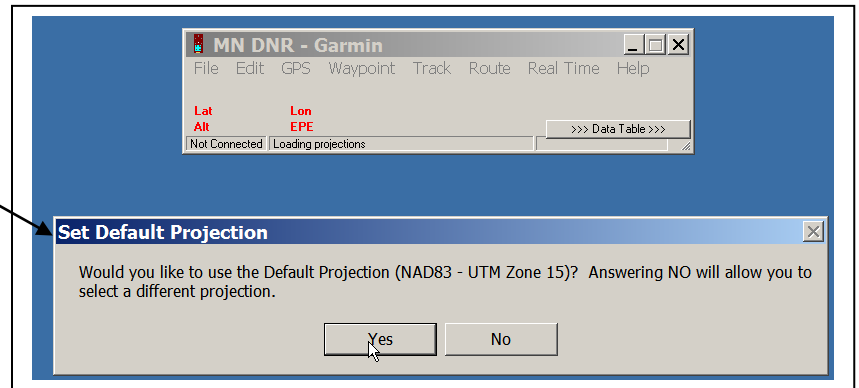 MN DNR - Garmin
File Edit GPS Waypoint Track Route Real Time Help
Lat Lon
Alt EPE
>>> Data Table >>>
Not Connected Loading projections
Set Default Projection
Would you like to use the Default Projection (NAD83 - UTM Zone 15)? Answering NO will allow you to
select a different projection.
Yes No